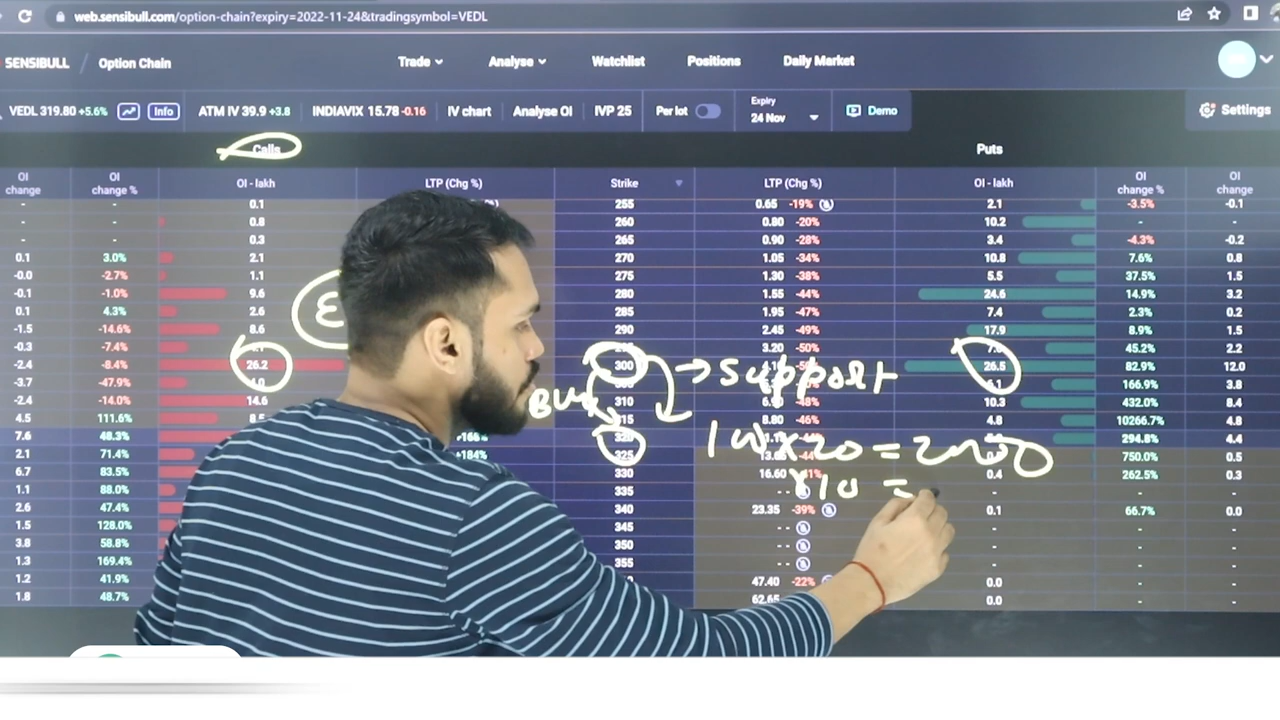 web.sensibull.com/option-chain?expiry=2022-11-24&tradingsymbol=VEDL
SENSIBULL / Option Chain Trade Analyse Watchlist Positions Daily Market
VEDL 319.80 +5.6% Info ATM IV 39.9 +3.8 INDIAVIX 15.78 -0.16 IV chart Analyse OI IVP 25 Per lot Expiry 24 Nov Demo Settings
Calls Puts
OI change OI change % OI - lakh LTP (Chg %) Strike LTP (Chg %) OI - lakh OI change % OI change
- - 0.1 255 0.65 -19% 2.1 -3.5% -0.1
- - 0.8 260 0.80 -20% 10.2 - -
- - 0.3 265 0.90 -28% 3.4 -4.3% -0.2
0.1 3.0% 2.1 270 1.05 -34% 10.8 7.6% 0.8
-0.0 -2.7% 1.1 275 1.30 -38% 5.5 37.5% 1.5
-0.1 -1.0% 9.6 280 1.55 -44% 24.6 14.9% 3.2
0.1 4.3% 2.6 285 1.95 -47% 7.4 2.3% 0.2
-1.5 -14.6% 8.6 290 2.45 -49% 17.9 8.9% 1.5
-0.3 -7.4% 3.20 -50% 45.2% 2.2
-2.4 -8.4% 26.2 300 26.5 82.9% 12.0
→ support
-3.7 -47.9% 166.9% 3.8
-2.4 -14.0% 14.6 310 -48% 10.3 432.0% 8.4
4.5 111.6% 8.5 8.80 -46% 4.8 10266.7% 4.8
7.6 48.3% +166% 294.8% 4.4
2.1 71.4% +184% 325 750.0% 0.5
6.7 83.5% 330 16.60 -41% 0.4 262.5% 0.3
x10 =
1.1 88.0% 335 - - - - -
2.6 47.4% 340 23.35 -39% 0.1 66.7% 0.0
1.5 128.0% 345 - - - - -
3.8 58.8% 350 - - - - -
1.3 169.4% 355 - - - - -
1.2 41.9% 47.40 -22% 0.0 - -
1.8 48.7% 62.65 0.0 - -